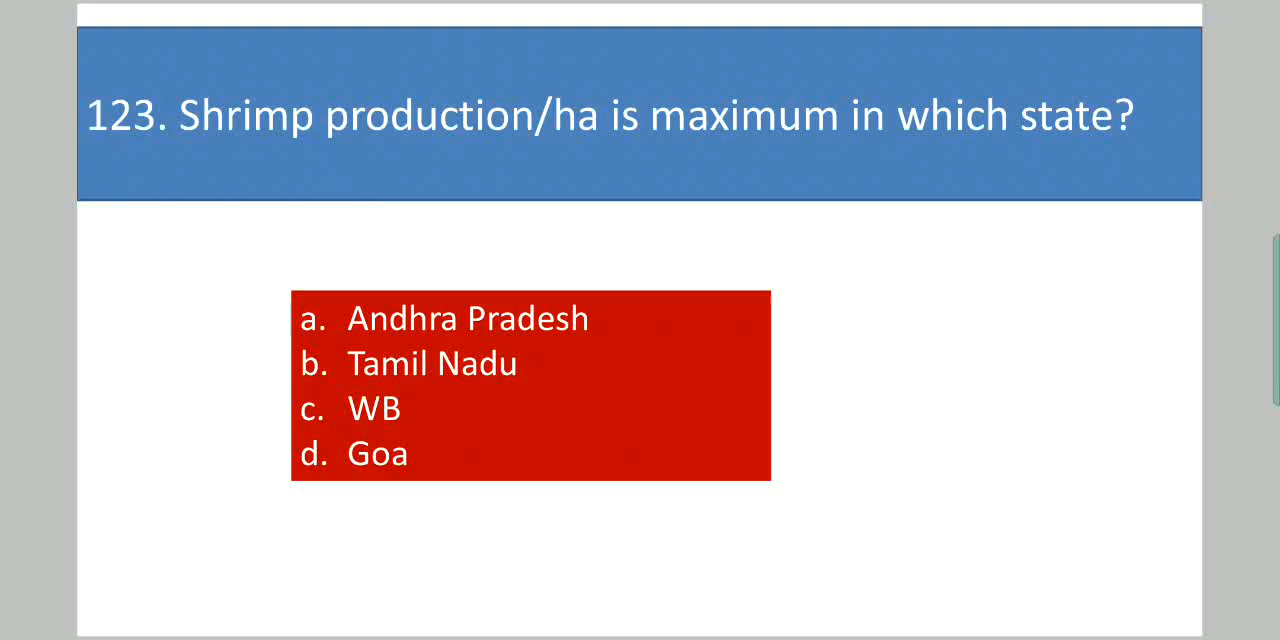 123. Shrimp production/ha is maximum in which state?
a. Andhra Pradesh
b. Tamil Nadu
c. WB
d. Goa